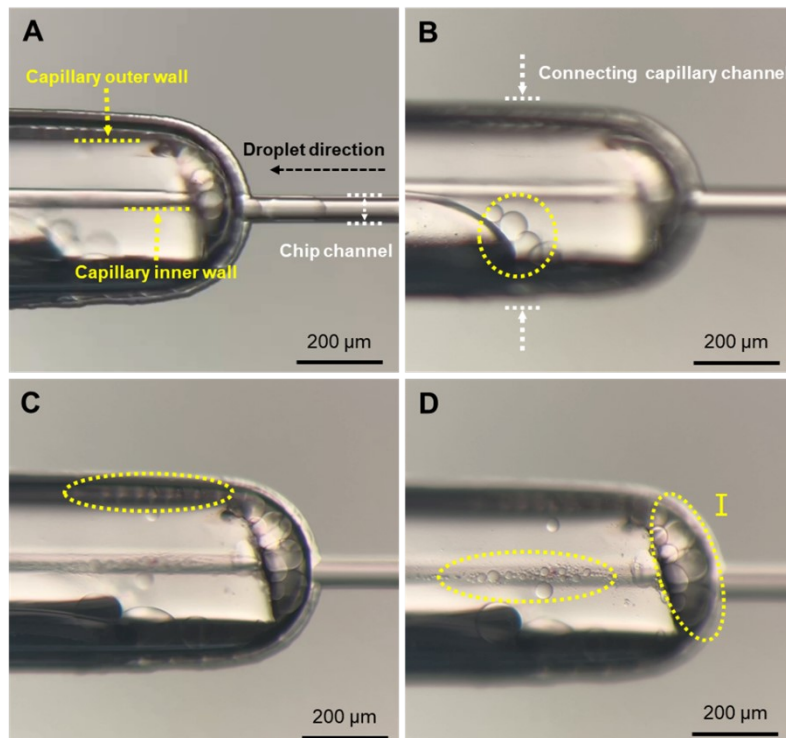 A
Capillary outer wall
Droplet direction
Chip channel
Capillary inner wall
200 µm
B
Connecting capillary channel
200 µm
C
200 µm
D
I
200 µm